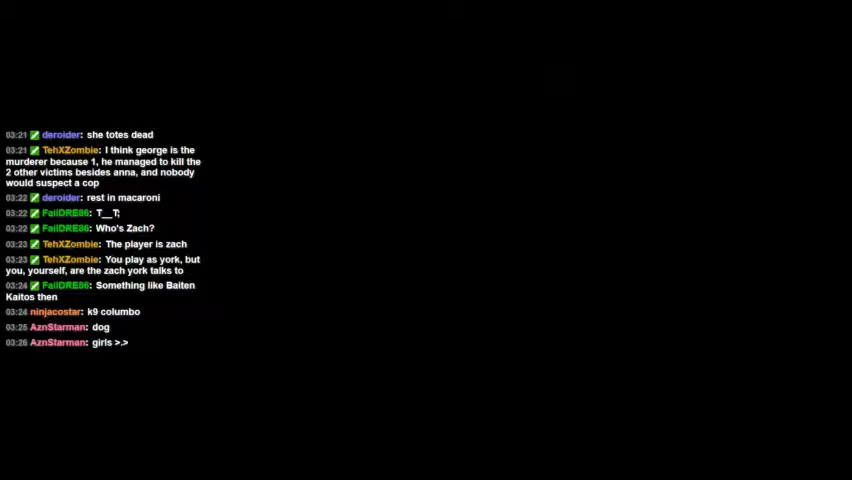 03:21 deroider: she totes dead
03:21 TehXZombie: I think george is the
murderer because 1, he managed to kill the
2 other victims besides anna, and nobody
would suspect a cop
03:22 deroider: rest in macaroni
03:22 FailDRE86: T__T;
03:22 FailDRE86: Who's Zach?
03:23 TehXZombie: The player is zach
03:23 TehXZombie: You play as york, but
you, yourself, are the zach york talks to
03:24 FailDRE86: Something like Baiten
Kaitos then
03:24 ninjacostar: k9 columbo
03:25 AznStarman: dog
03:26 AznStarman: girls >.>